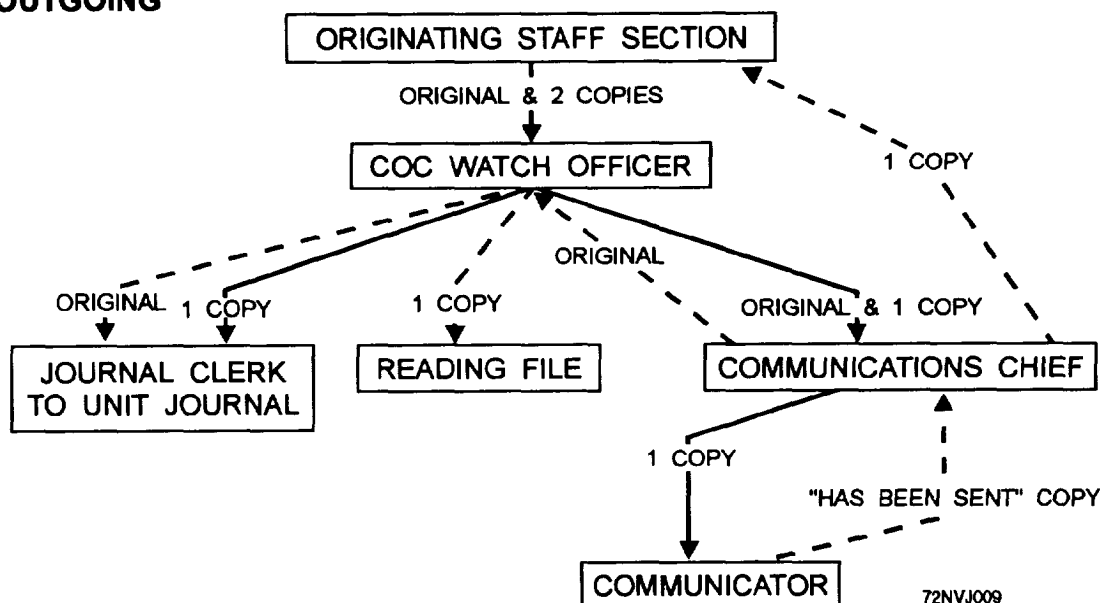 OUTGOING
ORIGINATING STAFF SECTION
ORIGINAL & 2 COPIES
COC WATCH OFFICER
1 COPY
ORIGINAL
ORIGINAL
1 COPY
1 COPY
ORIGINAL & 1 COPY
JOURNAL CLERK
TO UNIT JOURNAL
READING FILE
COMMUNICATIONS CHIEF
1 COPY
"HAS BEEN SENT" COPY
COMMUNICATOR
72NVJ009